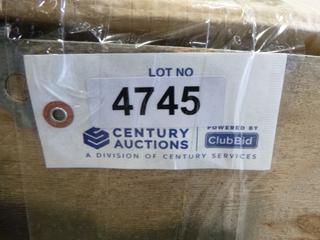 LOT NO
4745
CENTURY AUCTIONS
POWERED BY
ClubBid
A DIVISION OF CENTURY SERVICES